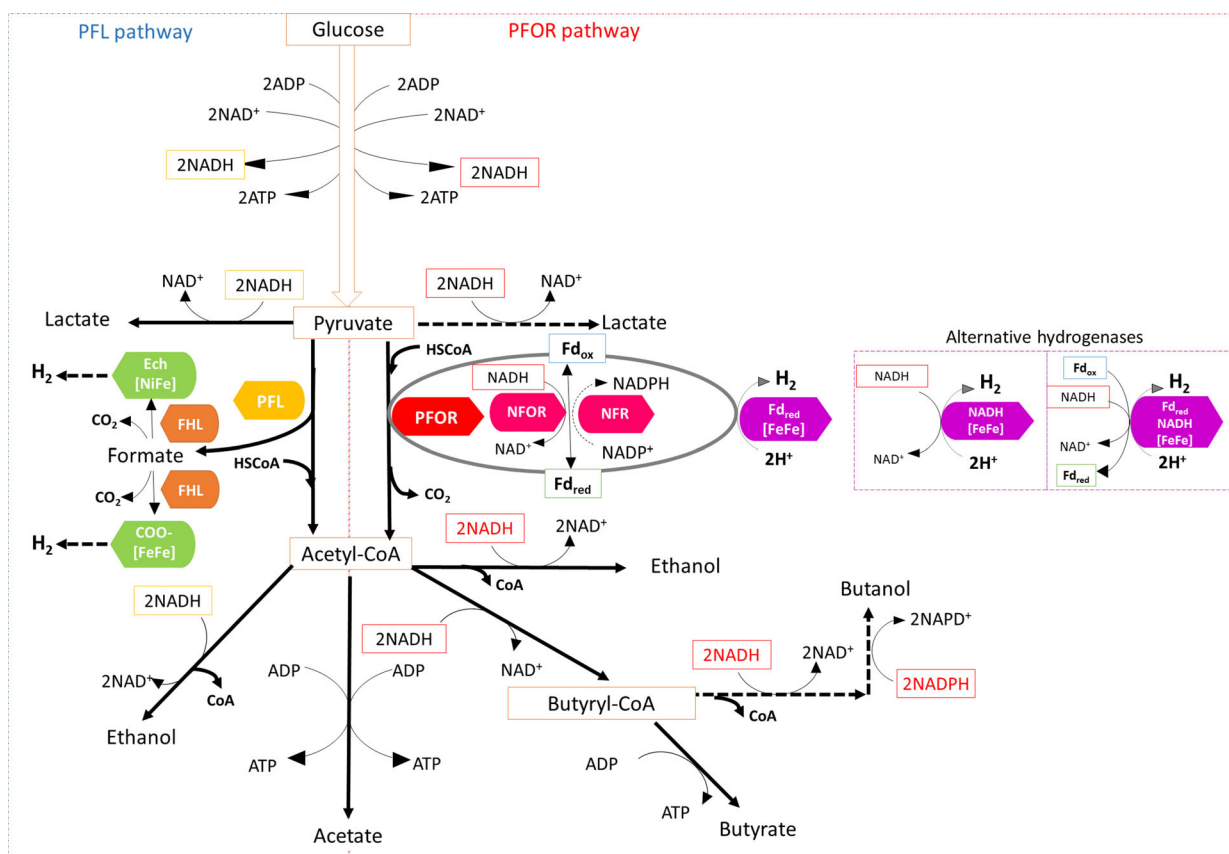 PFL pathway
Glucose
PFOR pathway
2ADP
2ADP
2NAD⁺
2NAD⁺
2NADH
2NADH
2ATP
2ATP
NAD⁺
2NADH
2NADH
NAD⁺
Lactate
Pyruvate
Lactate
HSCoA
Fdox
NADH
NADPH
H₂
Ech
[NiFe]
H₂
CO₂
FHL
PFL
PFOR
NFOR
NFR
Fdred
[FeFe]
Formate
NAD⁺
NADP⁺
2H⁺
HSCoA
CO₂
FHL
Fdred
CO₂
H₂
COO-
[FeFe]
Alternative hydrogenases
NADH
H₂
NADH
[FeFe]
NAD⁺
2H⁺
Fdox
H₂
NADH
Fdred
NADH
[FeFe]
NAD⁺
2H⁺
Fdred
Acetyl-CoA
2NADH
2NAD⁺
CoA
Ethanol
2NADH
2NAD⁺
CoA
Ethanol
2NADH
NAD⁺
ADP
ADP
ATP
ATP
Acetate
Butyryl-CoA
2NADH
2NAD⁺
CoA
Butanol
2NAPD⁺
2NADPH
ADP
ATP
Butyrate